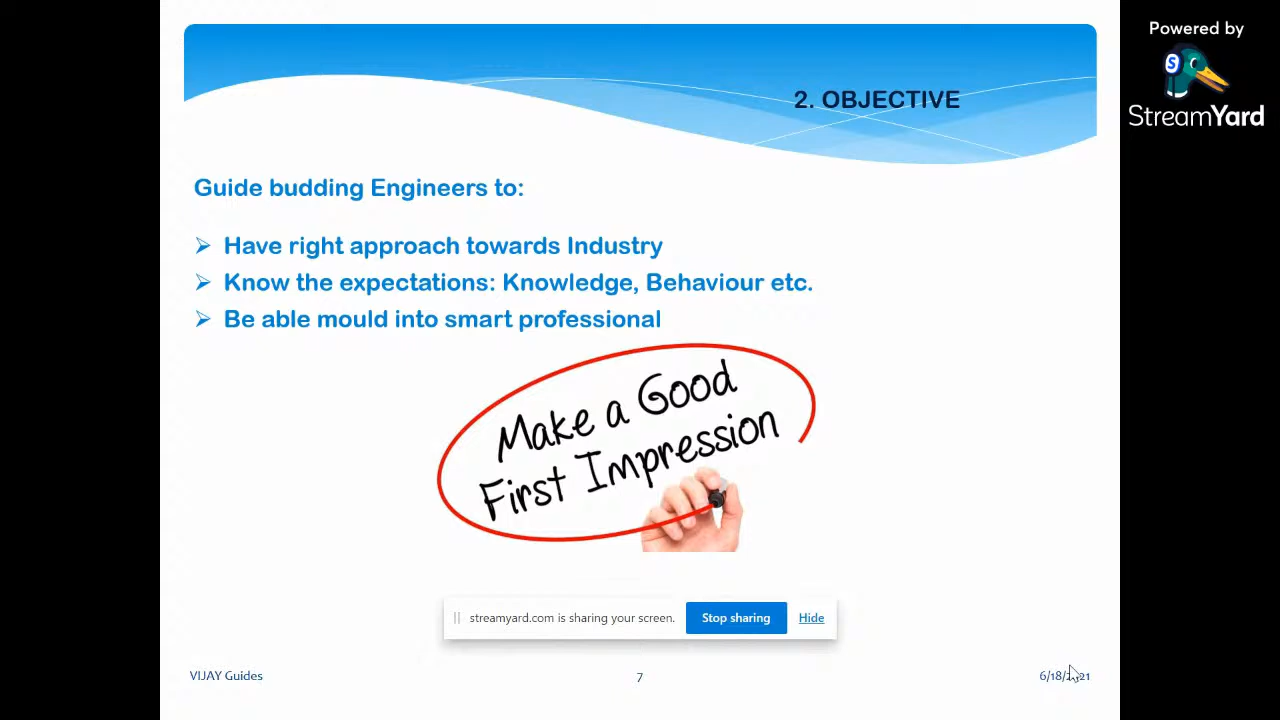 Powered by
StreamYard
2. OBJECTIVE
Guide budding Engineers to:
Have right approach towards Industry
Know the expectations: Knowledge, Behaviour etc.
Be able mould into smart professional
Make a Good
First Impression
streamyard.com is sharing your screen.
Stop sharing
Hide
VIJAY Guides
7